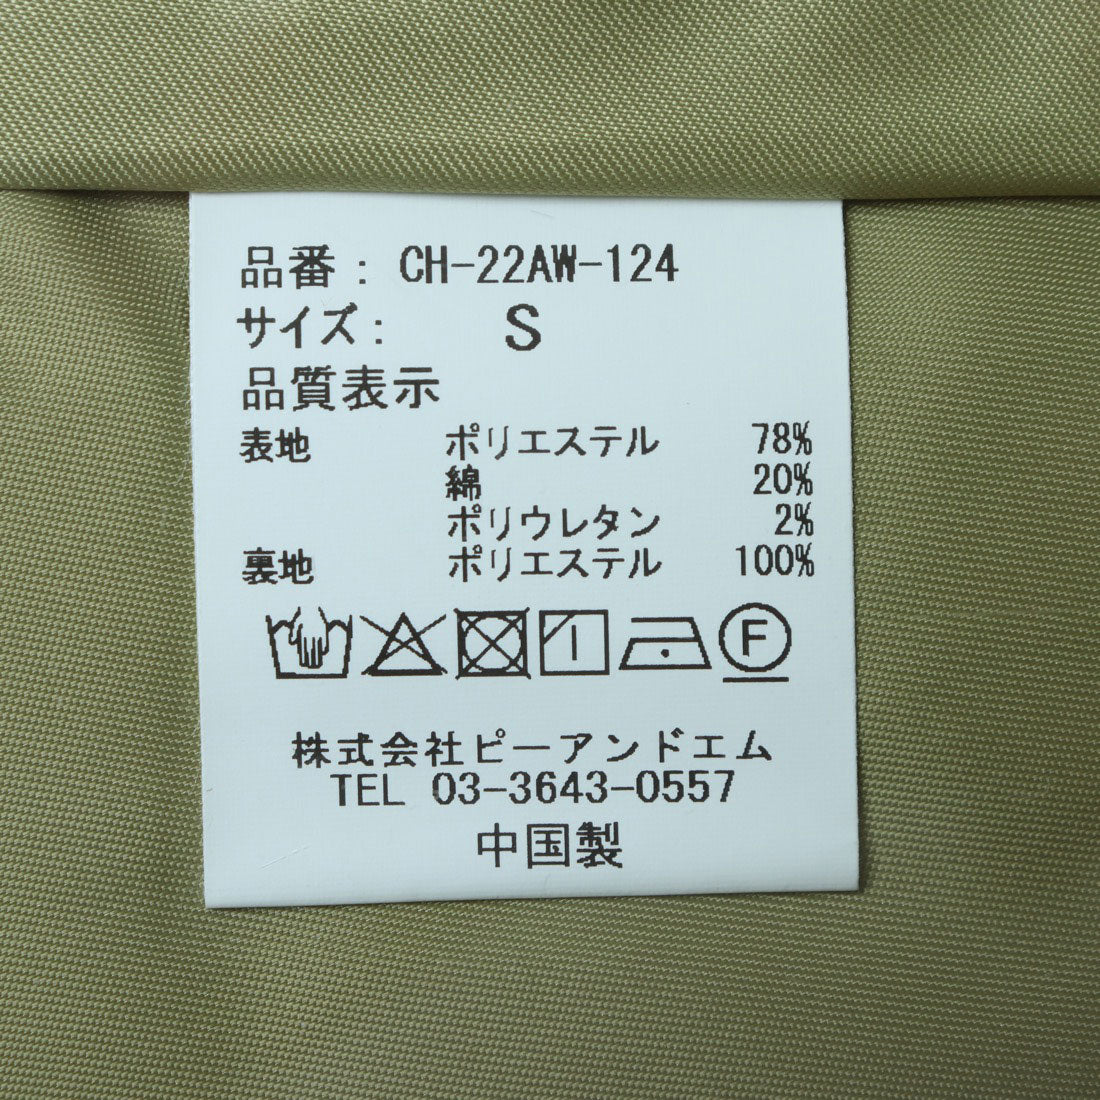 品番： CH-22AW-124
サイズ： S
品質表示
表地 ポリエステル 78%
綿 20%
ポリウレタン 2%
裏地 ポリエステル 100%
F
株式会社ピーアンドエム
TEL 03-3643-0557
中国製